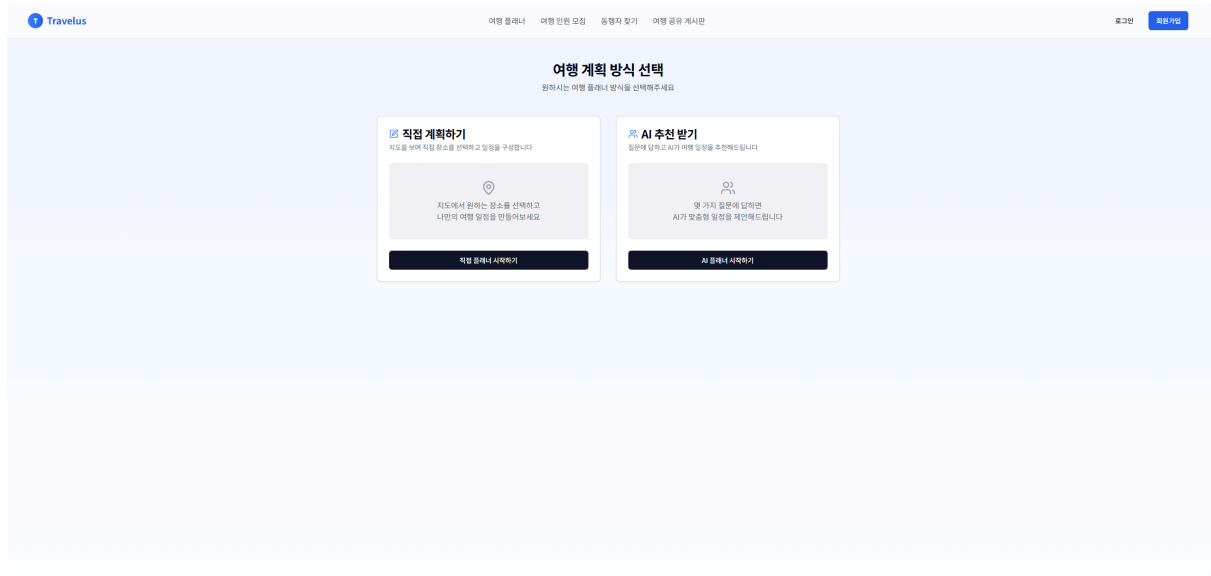 T Travelus
여행 플래너 여행 인원 모집 동행자 찾기 여행 공유 게시판
로그인 회원가입
여행 계획 방식 선택
원하시는 여행 플래너 방식을 선택해주세요
직접 계획하기
지도를 보며 직접 장소를 선택하고 일정을 구성합니다
지도에서 원하는 장소를 선택하고
나만의 여행 일정을 만들어보세요
직접 플래너 시작하기
AI 추천 받기
질문에 답하고 AI가 여행 일정을 추천해드립니다
몇 가지 질문에 답하면
AI가 맞춤형 일정을 제안해드립니다
AI 플래너 시작하기